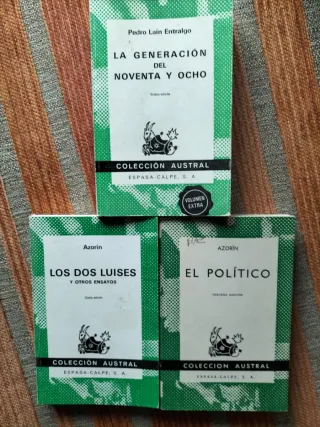 Pedro Laín Entralgo
LA GENERACIÓN
DEL
NOVENTA Y OCHO
COLECCIÓN AUSTRAL
ESPASA-CALPE, S. A.
VOLUMEN
EXTRA
Azorín
LOS DOS LUISES
Y OTROS ENSAYOS
COLECCIÓN AUSTRAL
ESPASA-CALPE, S. A.
AZORÍN
EL POLÍTICO
COLECCION AUSTRAL
ESPASA-CALPE, S. A.